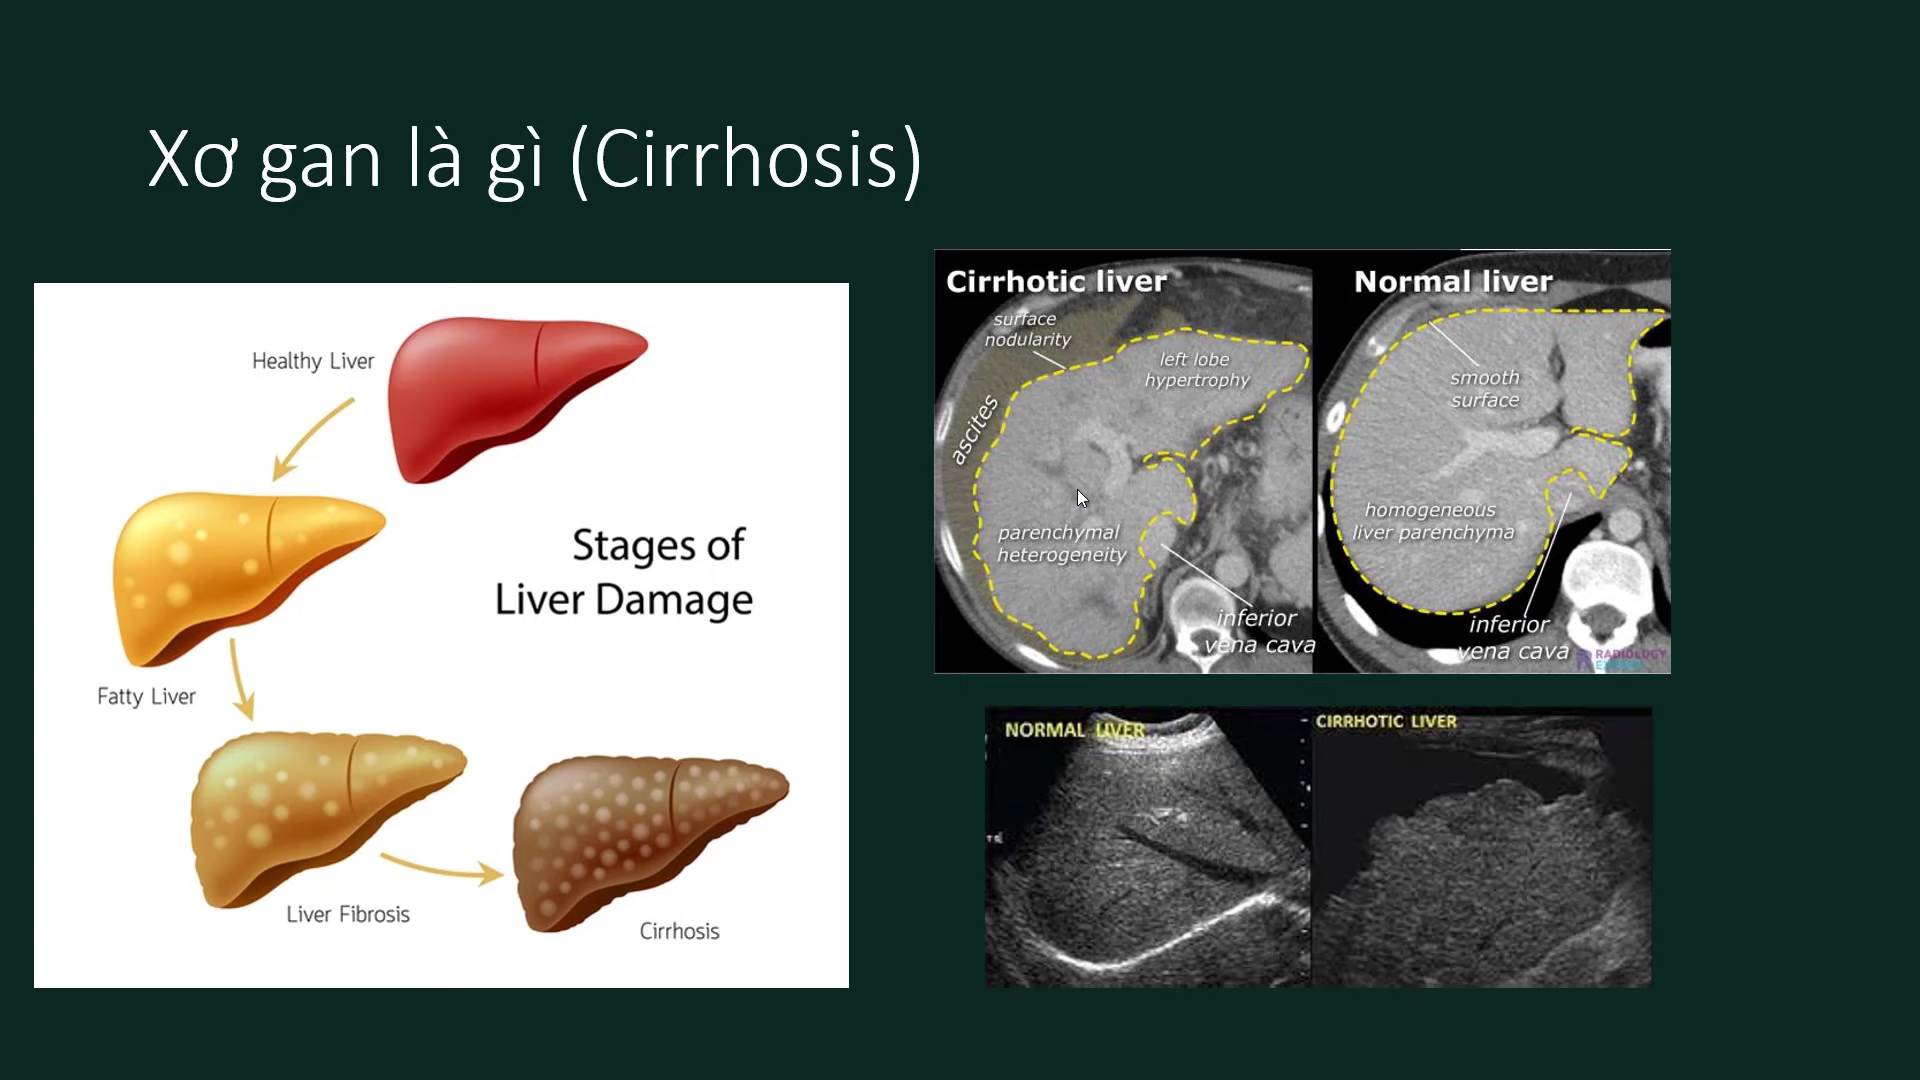 Xơ gan là gì (Cirrhosis)
Healthy Liver
Stages of
Liver Damage
Fatty Liver
Liver Fibrosis
Cirrhosis
Cirrhotic liver
surface
nodularity
left lobe
hypertrophy
ascites
parenchymal
heterogeneity
inferior
vena cava
Normal liver
smooth
surface
homogeneous
liver parenchyma
inferior
vena cava
RADIOLOGY
NORMAL LIVER
CIRRHOTIC LIVER